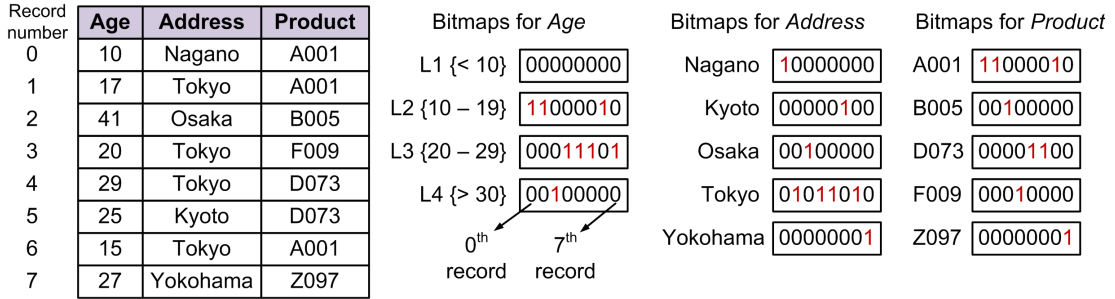 Record number Age Address Product
0 10 Nagano A001
1 17 Tokyo A001
2 41 Osaka B005
3 20 Tokyo F009
4 29 Tokyo D073
5 25 Kyoto D073
6 15 Tokyo A001
7 27 Yokohama Z097
Bitmaps for Age
L1 {< 10} 00000000
L2 {10 – 19} 11000010
L3 {20 – 29} 00011101
L4 {> 30} 00100000
0th record
7th record
Bitmaps for Address
Nagano 10000000
Kyoto 00000100
Osaka 00100000
Tokyo 01011010
Yokohama 00000001
Bitmaps for Product
A001 11000010
B005 00100000
D073 00001100
F009 00010000
Z097 00000001